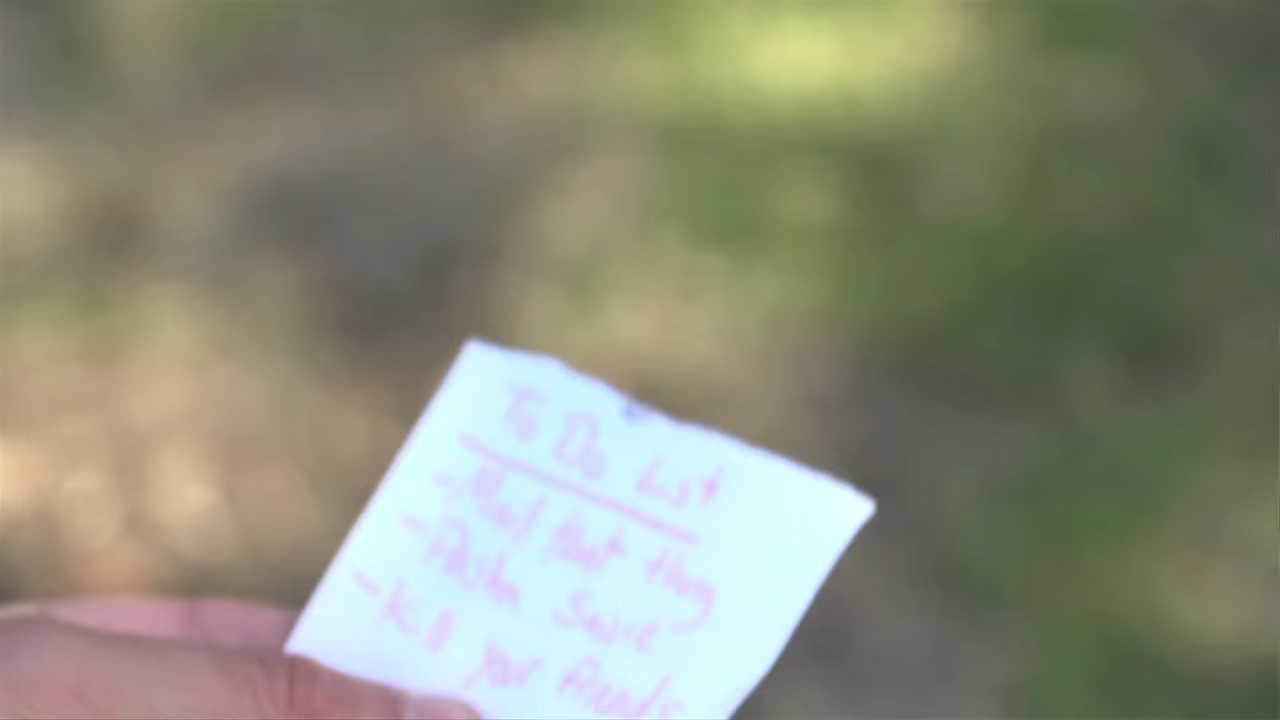 To Do List
- Mail that thing
- Pasta Sauce
- Kill your friends